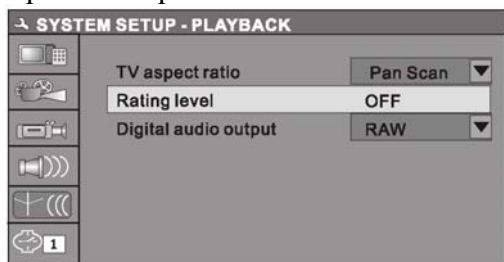 SYSTEM SETUP - PLAYBACK
TV aspect ratio Pan Scan
Rating level OFF
Digital audio output RAW
1